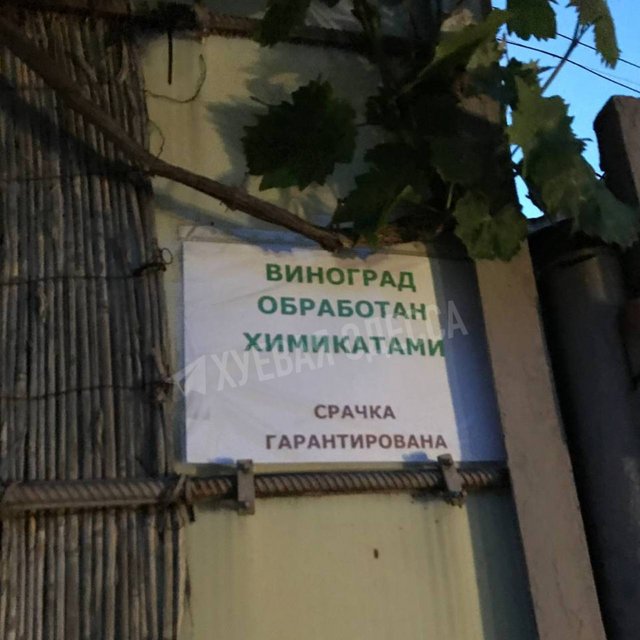 ВИНОГРАД
ОБРАБОТАН
ХИМИКАТАМИ
ХУЕВАЯ ОДЕССА
СРАЧКА
ГАРАНТИРОВАНА